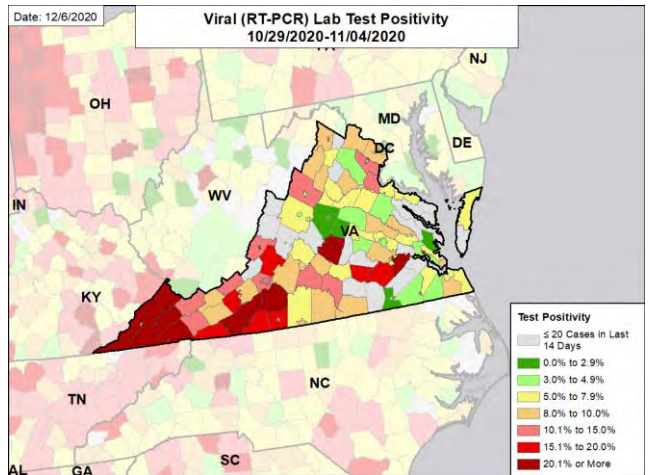 Date: 12/6/2020
Viral (RT-PCR) Lab Test Positivity
10/29/2020-11/04/2020
NJ
OH
MD
DC
DE
WV
IN
VA
KY
Test Positivity
≤ 20 Cases in Last
14 Days
0.0% to 2.9%
3.0% to 4.9%
5.0% to 7.9%
8.0% to 10.0%
10.1% to 15.0%
15.1% to 20.0%
20.1% or More
TN
NC
SC
AL
GA